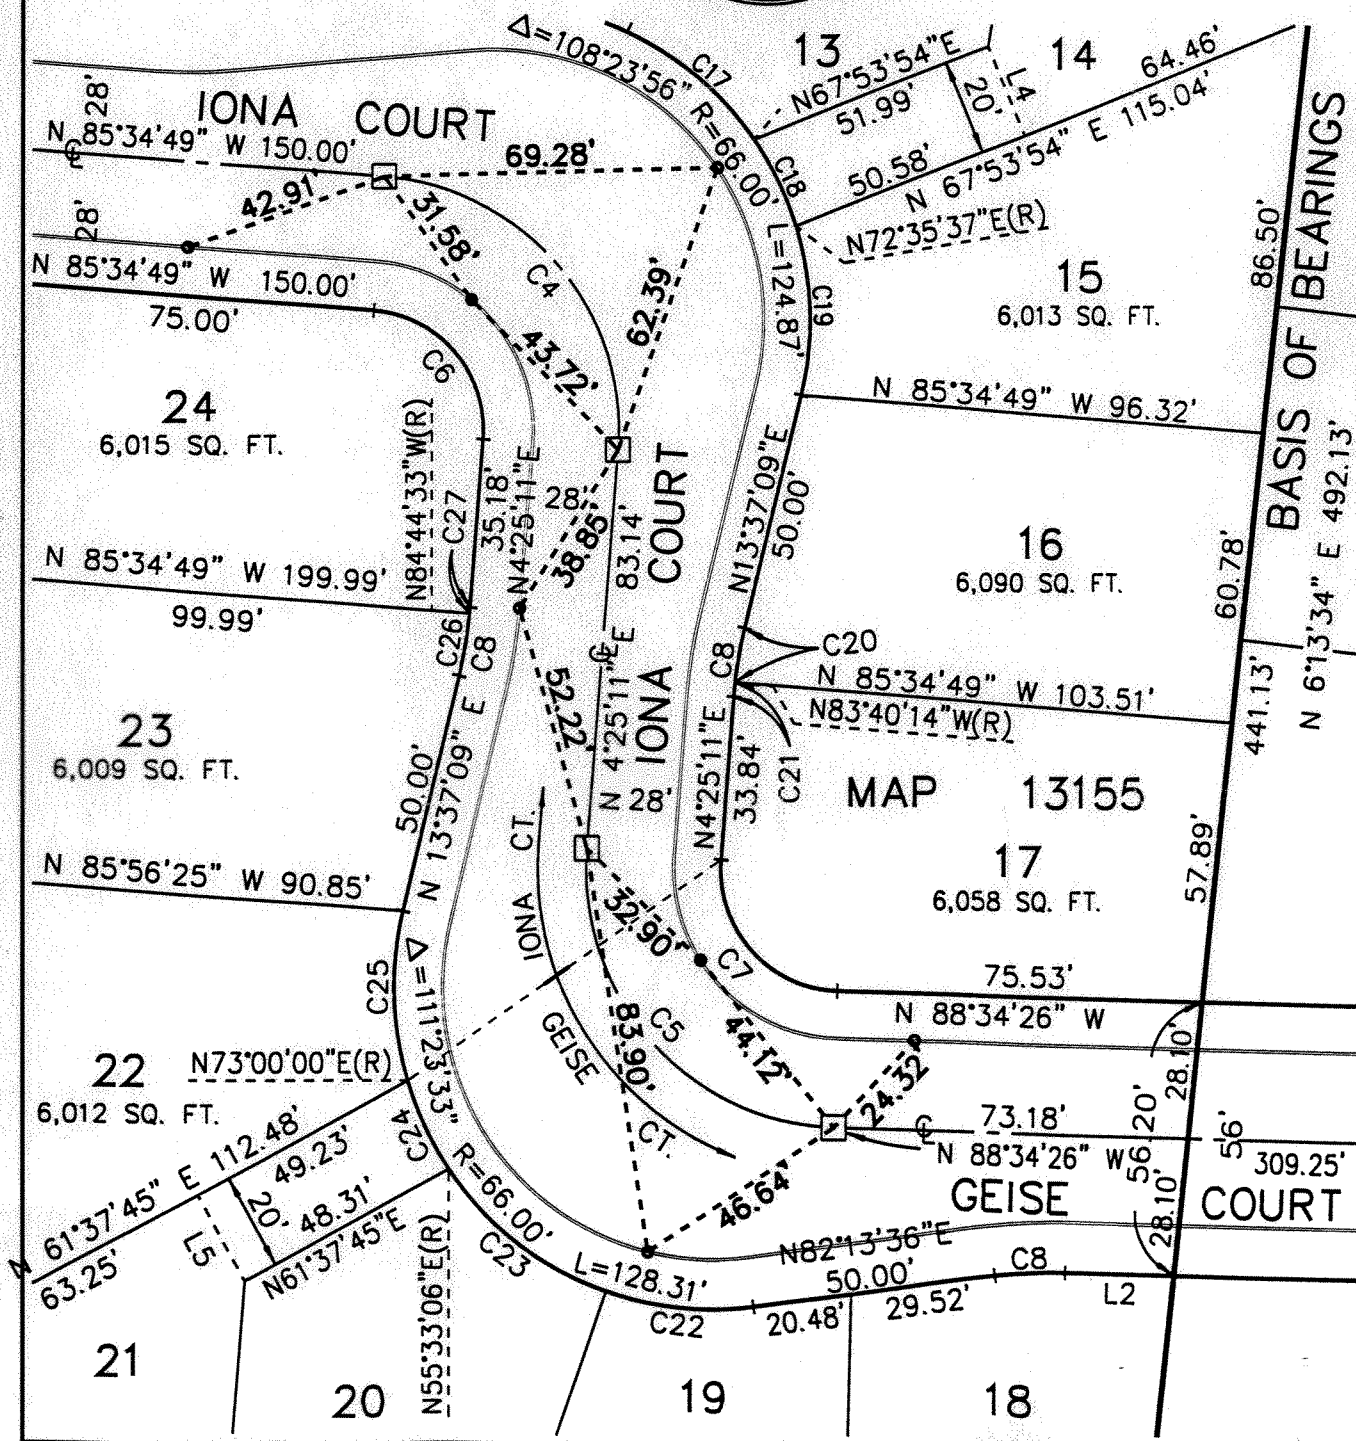 Δ=108°23'56" R=66.00' L=124.87'
C17
13
N67°53'54"E
51.99'
20'
L4
14
64.46'
N 67°53'54" E 115.04'
50.58'
C18
N72°35'37"E(R)
28'
IONA COURT
N 85°34'49" W 150.00'
℄
69.28'
42.91'
31.58'
28'
N 85°34'49" W 150.00'
75.00'
C4
62.39'
43.72'
C19
15
6,013 SQ. FT.
86.50'
BASIS OF BEARINGS
N 6°13'34" E 492.13'
C6
24
6,015 SQ. FT.
N84°44'33"W(R)
C27
35.18'
N4°25'11"E
28'
38.85'
83.14'
IONA COURT
N13°37'09"E
50.00'
N 85°34'49" W 96.32'
16
6,090 SQ. FT.
60.78'
N 85°34'49" W 199.99'
99.99'
C26
C8
℄
52.22'
N 4°25'11" E
28'
C8
C20
N 85°34'49" W 103.51'
N83°40'14"W(R)
441.13'
23
6,009 SQ. FT.
50.00'
N 13°37'09" E
N4°25'11"E
33.84'
C21
MAP 13155
17
6,058 SQ. FT.
57.89'
N 85°56'25" W 90.85'
IONA CT.
32.90'
C7
75.53'
N 88°34'26" W
C25
Δ=111°23'33" R=66.00' L=128.31'
GEISE CT.
C5
83.90'
44.12'
24.32'
28.10'
22
6,012 SQ. FT.
N73°00'00"E(R)
C24
℄
73.18'
N 88°34'26" W
56.20'
56'
309.25'
N 61°37'45" E 112.48'
63.25'
49.23'
20'
48.31'
N61°37'45"E
L5
46.64'
GEISE COURT
28.10'
N55°33'06"E(R)
C23
N82°13'36"E
50.00'
C8
L2
C22
20.48'
29.52'
21
20
19
18